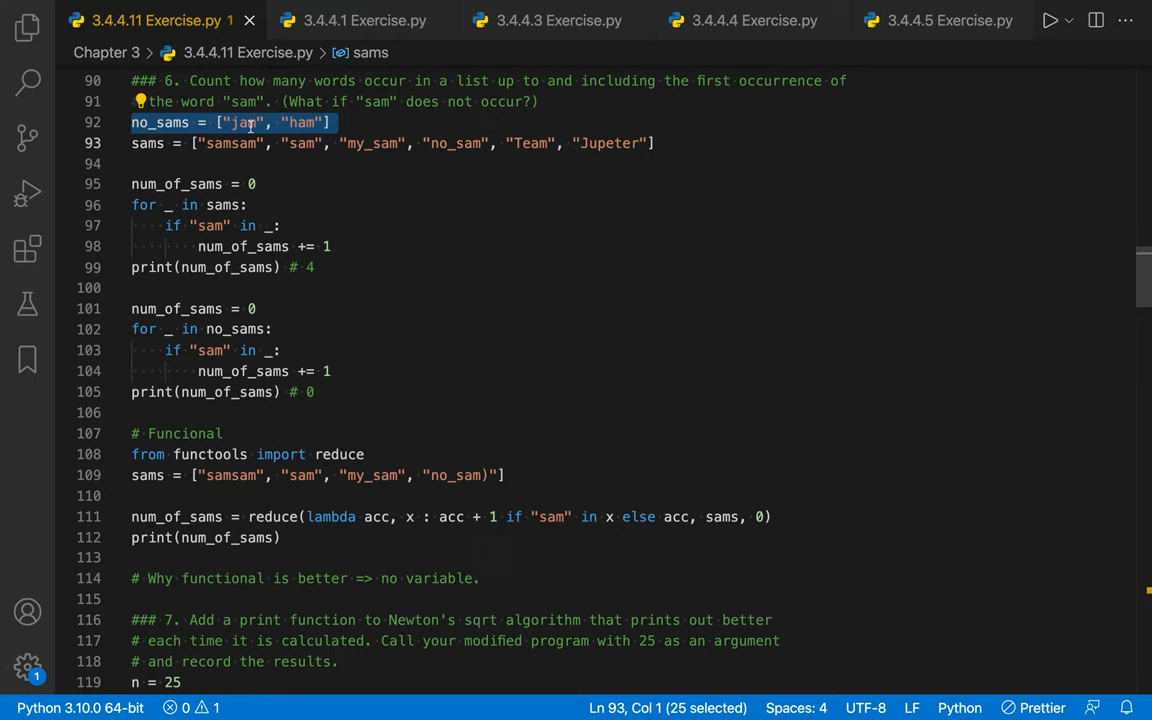 3.4.4.11 Exercise.py 1 3.4.4.1 Exercise.py 3.4.4.3 Exercise.py 3.4.4.4 Exercise.py 3.4.4.5 Exercise.py
Chapter 3 > 3.4.4.11 Exercise.py > sams
90 ### 6. Count how many words occur in a list up to and including the first occurrence of
91 the word "sam". (What if "sam" does not occur?)
92 no_sams = ["jam", "ham"]
93 sams = ["samsam", "sam", "my_sam", "no_sam", "Team", "Jupeter"]
94
95 num_of_sams = 0
96 for _ in sams:
97 if "sam" in _:
98 num_of_sams += 1
99 print(num_of_sams) # 4
100
101 num_of_sams = 0
102 for _ in no_sams:
103 if "sam" in _:
104 num_of_sams += 1
105 print(num_of_sams) # 0
106
107 # Funcional
108 from functools import reduce
109 sams = ["samsam", "sam", "my_sam", "no_sam)"]
110
111 num_of_sams = reduce(lambda acc, x : acc + 1 if "sam" in x else acc, sams, 0)
112 print(num_of_sams)
113
114 # Why functional is better => no variable.
115
116 ### 7. Add a print function to Newton's sqrt algorithm that prints out better
117 # each time it is calculated. Call your modified program with 25 as an argument
118 # and record the results.
119 n = 25
1
Python 3.10.0 64-bit 0 1 Ln 93, Col 1 (25 selected) Spaces: 4 UTF-8 LF Python Prettier